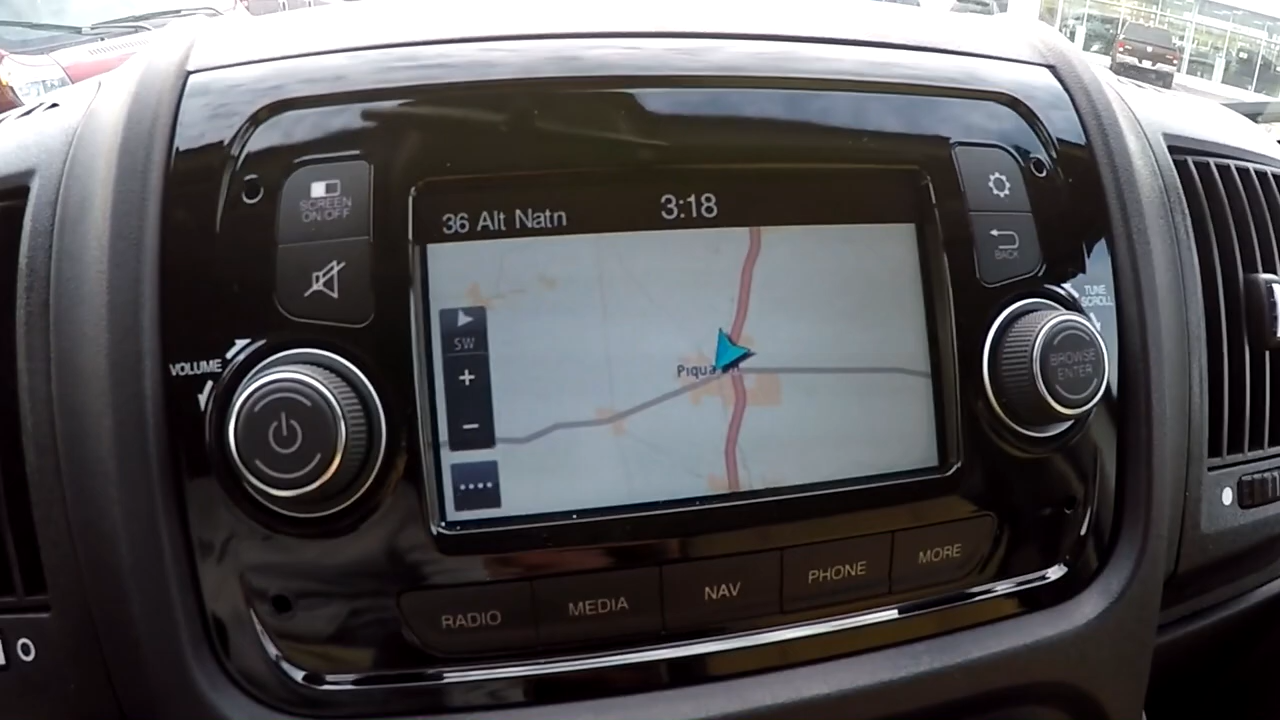 SCREEN
ON/OFF
36 Alt Natn
3:18
BACK
TUNE
SCROLL
VOLUME
SW
+
−
Piqua
BROWSE
ENTER
RADIO
MEDIA
NAV
PHONE
MORE
0